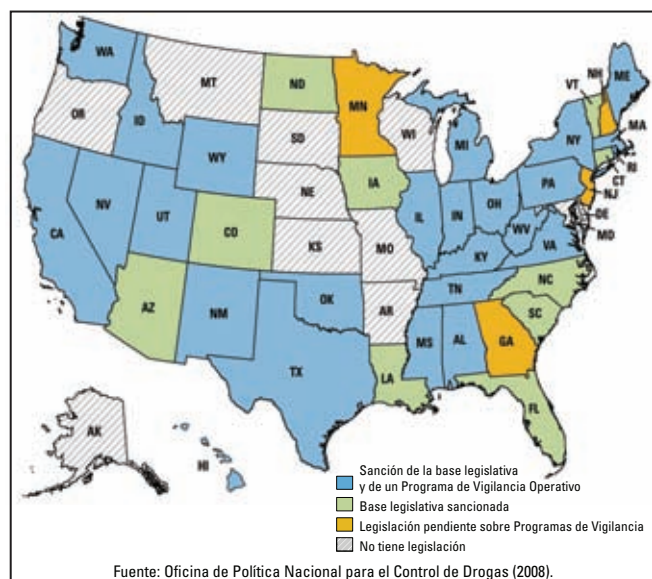 WA
MT
ND
MN
OR
ID
SD
WI
WY
MI
NH
VT
ME
MA
NY
RI
CT
NJ
PA
DE
MD
IA
NE
NV
UT
CA
CO
KS
MO
IL
IN
OH
WV
VA
KY
TN
NC
SC
AZ
NM
OK
AR
MS
AL
GA
TX
LA
FL
AK
HI
Sanción de la base legislativa
y de un Programa de Vigilancia Operativo
Base legislativa sancionada
Legislación pendiente sobre Programas de Vigilancia
No tiene legislación
Fuente: Oficina de Política Nacional para el Control de Drogas (2008).